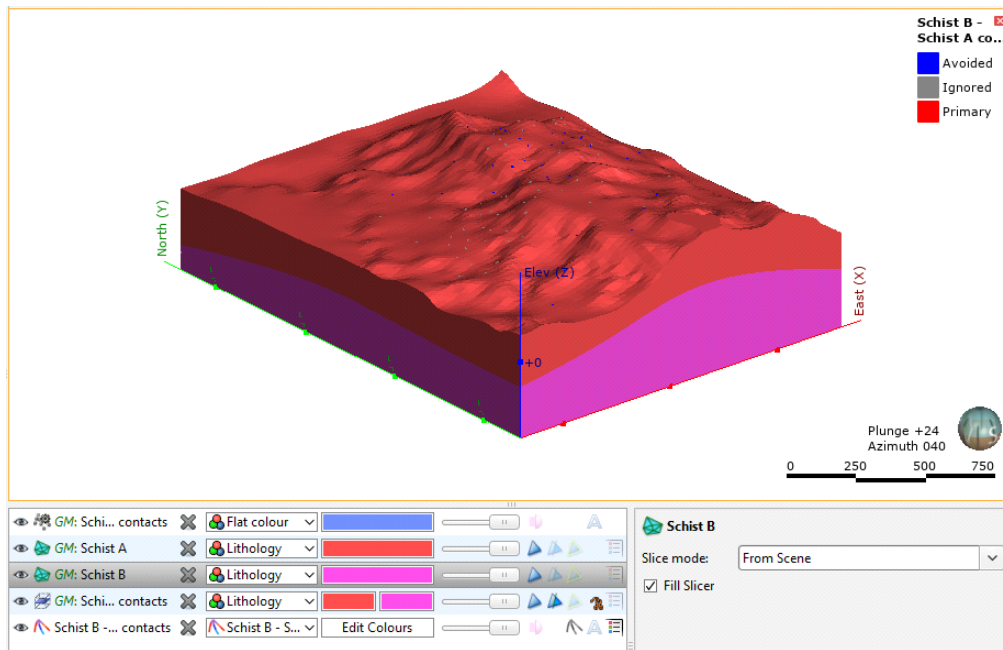 Schist B -
Schist A co...
Avoided
Ignored
Primary
North (Y)
Elev (Z)
East (X)
+0
Plunge +24
Azimuth 040
0 250 500 750
GM: Schi... contacts Flat colour
GM: Schist A Lithology
GM: Schist B Lithology
GM: Schi... contacts Lithology
Schist B -... contacts Schist B - S... Edit Colours
Schist B
Slice mode: From Scene
Fill Slicer